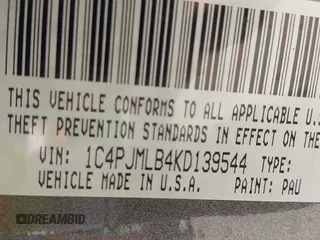 THIS VEHICLE CONFORMS TO ALL APPLICABLE U.S
THEFT PREVENTION STANDARDS IN EFFECT ON THE
VIN: 1C4PJMLB4KD139544 TYPE:
VEHICLE MADE IN U.S.A. PAINT: PAU
DREAMBID